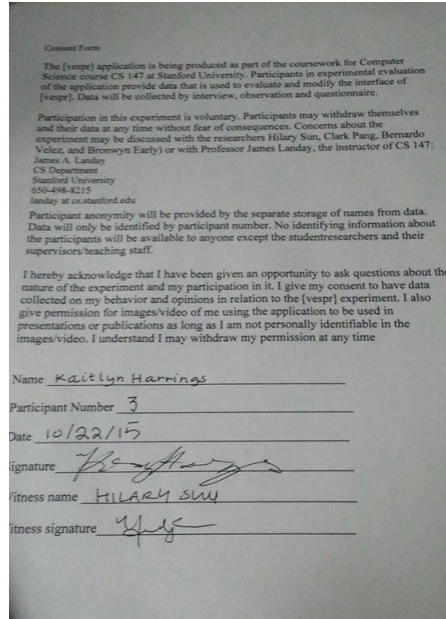 Consent Form
The [vespr] application is being produced as part of the coursework for Computer
Science course CS 147 at Stanford University. Participants in experimental evaluation
of the application provide data that is used to evaluate and modify the interface of
[vespr]. Data will be collected by interview, observation and questionnaire.
Participation in this experiment is voluntary. Participants may withdraw themselves
and their data at any time without fear of consequences. Concerns about the
experiment may be discussed with the researchers Hilary Sun, Clark Pang, Bernardo
Velez, and Bronwyn Early) or with Professor James Landay, the instructor of CS 147:
James A. Landay
CS Department
Stanford University
650-498-8215
landay at cs.stanford.edu
Participant anonymity will be provided by the separate storage of names from data.
Data will only be identified by participant number. No identifying information about
the participants will be available to anyone except the studentresearchers and their
supervisors/teaching staff.
I hereby acknowledge that I have been given an opportunity to ask questions about the
nature of the experiment and my participation in it. I give my consent to have data
collected on my behavior and opinions in relation to the [vespr] experiment. I also
give permission for images/video of me using the application to be used in
presentations or publications as long as I am not personally identifiable in the
images/video. I understand I may withdraw my permission at any time
Name Kaitlyn Harrings
Participant Number 3
Date 10/22/15
ignature
itness name HILARY SUN
itness signature